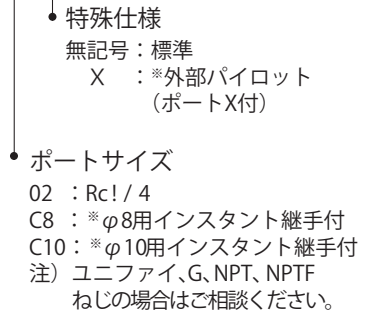 特殊仕様
無記号：標準
X ：※外部パイロット
（ポートX付）
ポートサイズ
02 ：Rc! / 4
C8 ：※φ8用インスタント継手付
C10：※φ10用インスタント継手付
注）ユニファイ、G、NPT、NPTF
ねじの場合はご相談ください。